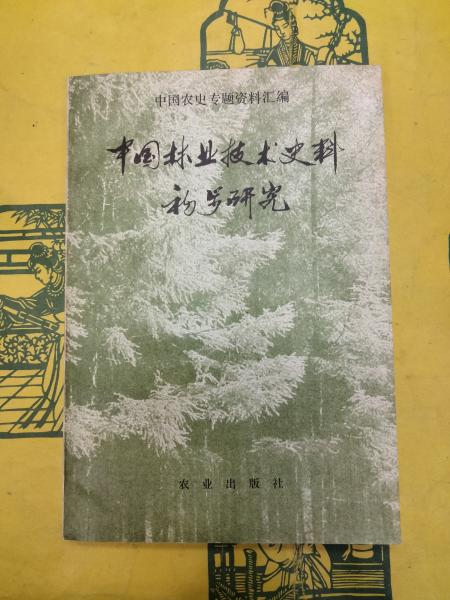 中国农史专题资料汇编
中国林业技术史料
初步研究
农业出版社